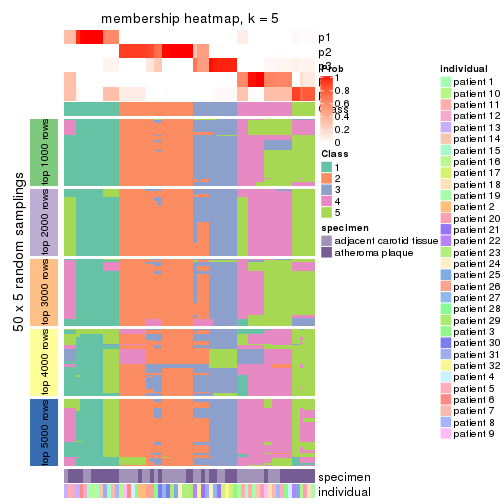 membership heatmap, k = 5
p1
p2
p3
Prob
1
0.8
0.6
0.4
0.2
0
Class
1
2
3
4
5
specimen
adjacent carotid tissue
atheroma plaque
individual
patient 1
patient 10
patient 11
patient 12
patient 13
patient 14
patient 15
patient 16
patient 17
patient 18
patient 19
patient 2
patient 20
patient 21
patient 22
patient 23
patient 24
patient 25
patient 26
patient 27
patient 28
patient 29
patient 3
patient 30
patient 31
patient 32
patient 4
patient 5
patient 6
patient 7
patient 8
patient 9
50 x 5 random samplings
top 1000 rows
top 2000 rows
top 3000 rows
top 4000 rows
top 5000 rows
specimen
individual